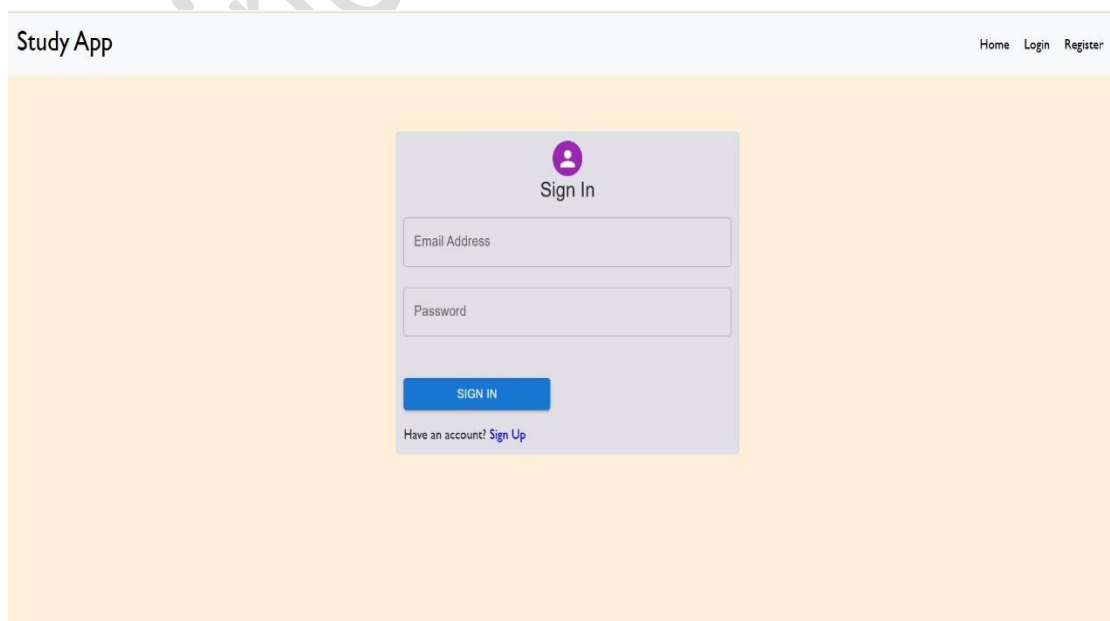 Study App
Home Login Register
Sign In
Email Address
Password
SIGN IN
Have an account? Sign Up